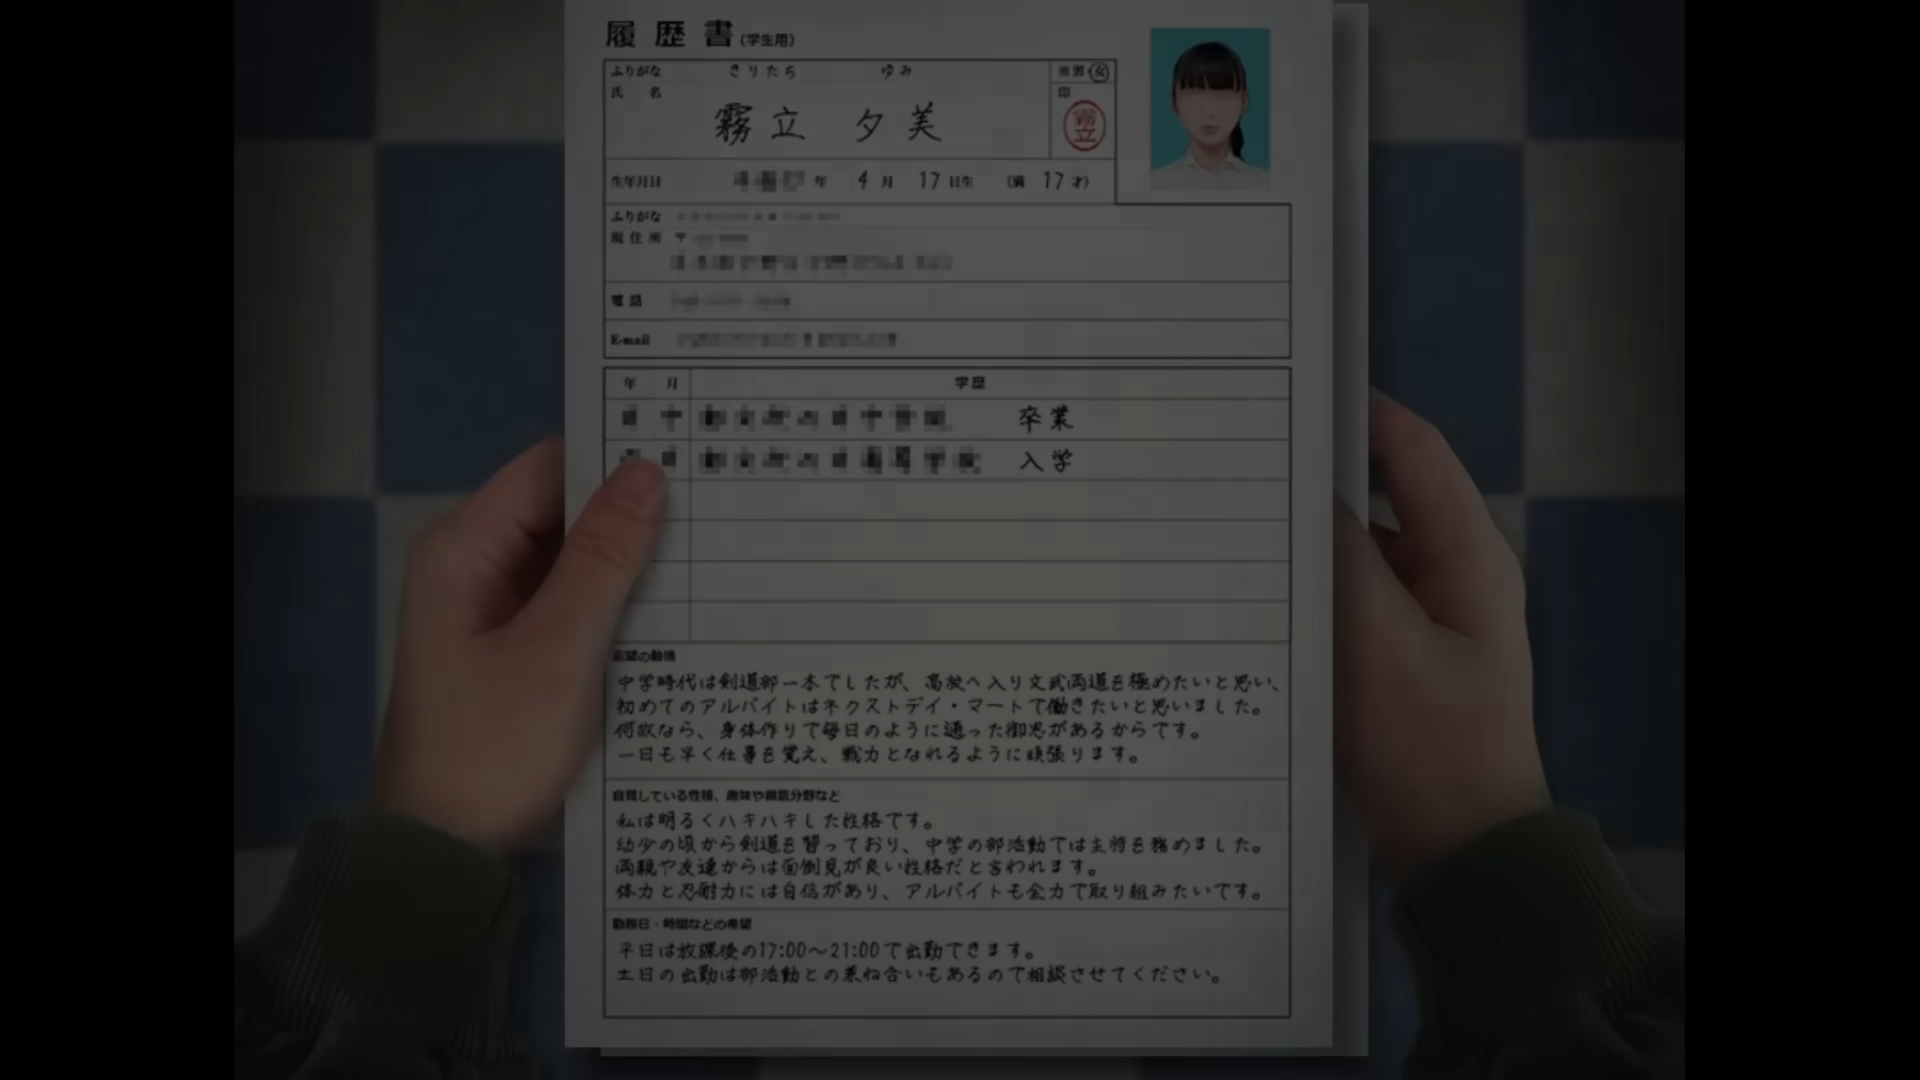 履歴書(学生用)
ふりがな きりたち ゆみ ※男・女
氏 名 霧立 夕美 印
霧立
生年月日 年 4 月 17 日生 (満 17 才)
ふりがな
現住所 〒
電話
E-mail
年 月 学歴
卒業
入学
志望の動機
中学時代は剣道部一本でしたが、高校へ入り文武両道を極めたいと思い、
初めてのアルバイトはネクストデイ・マートで働きたいと思いました。
何故なら、身体作りで毎日のように通った御恩があるからです。
一日も早く仕事を覚え、戦力となれるように頑張ります。
自覚している性格、趣味や得意分野など
私は明るくハキハキした性格です。
幼少の頃から剣道を習っており、中学の部活動では主将を務めました。
両親や友達からは面倒見が良い性格だと言われます。
体力と忍耐力には自信があり、アルバイトも全力で取り組みたいです。
勤務日・時間などの希望
平日は放課後の17:00～21:00で出勤できます。
土日の出勤は部活動との兼ね合いもあるので相談させてください。